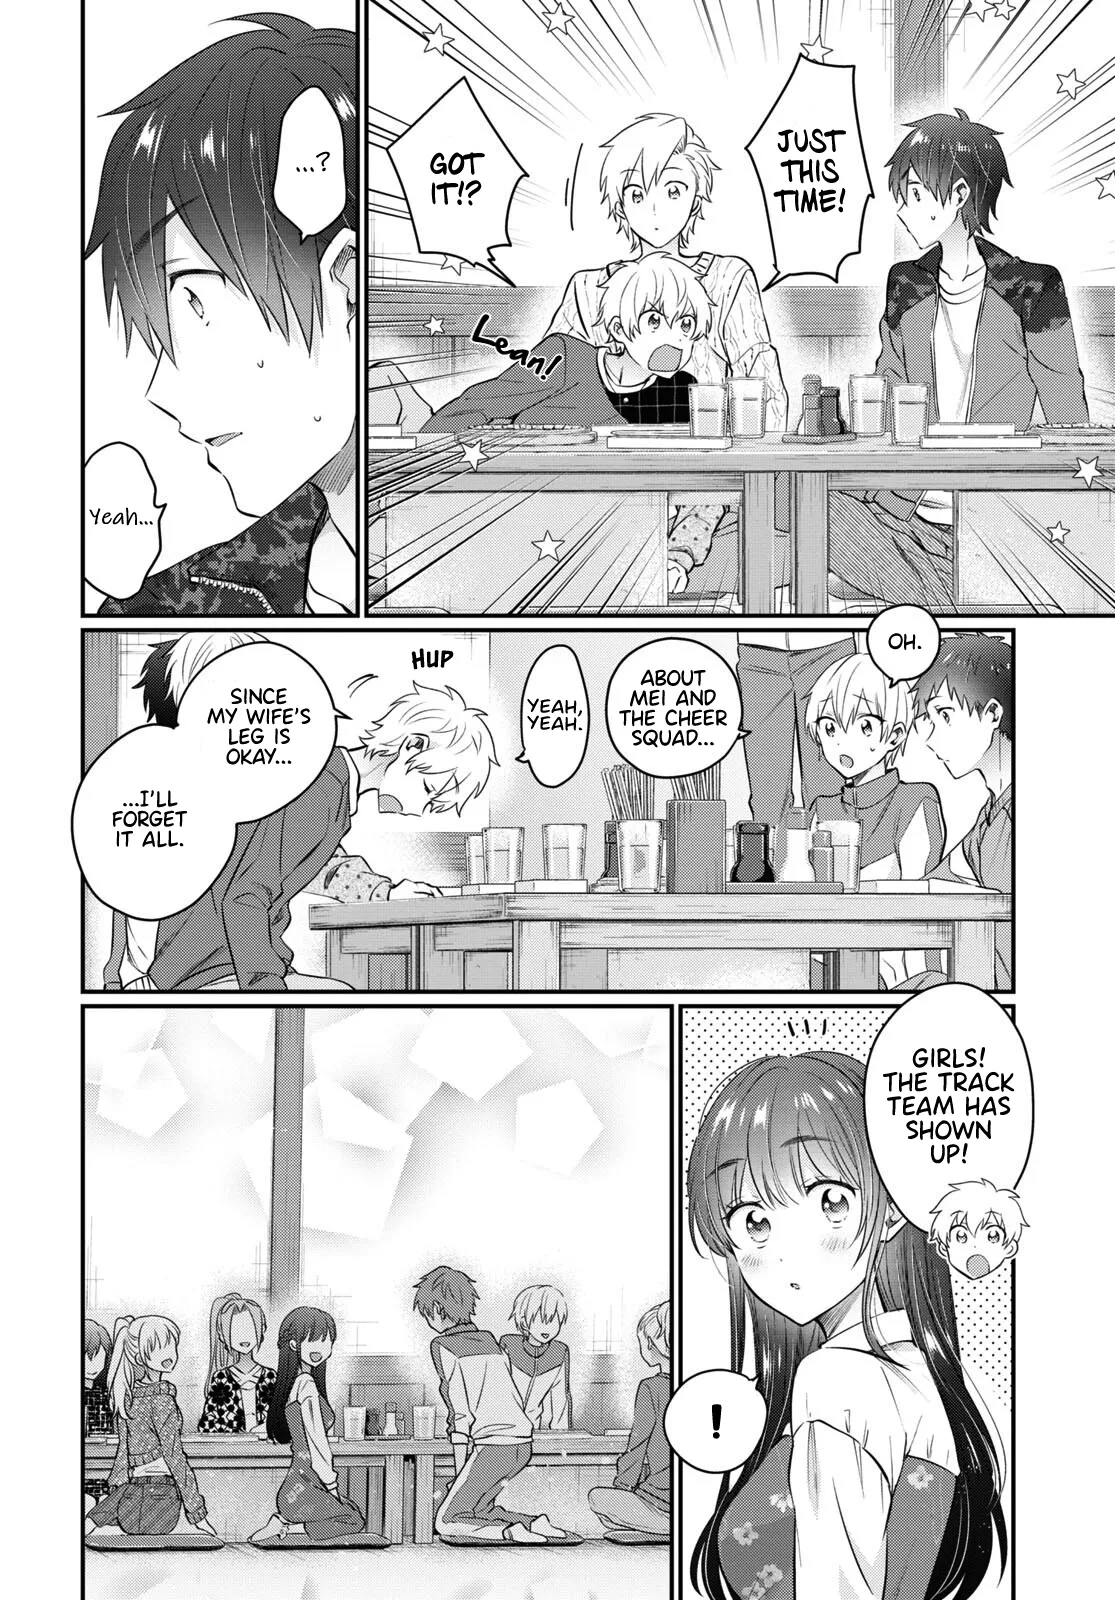 JUST
THIS
TIME!
GOT
IT!?
Lean!
...?
Yeah...
OH.
ABOUT
MEI AND
THE CHEER
SQUAD...
YEAH,
YEAH.
HUP
SINCE
MY WIFE'S
LEG IS
OKAY...
...I'LL
FORGET
IT ALL.
GIRLS!
THE TRACK
TEAM HAS
SHOWN
UP!
!